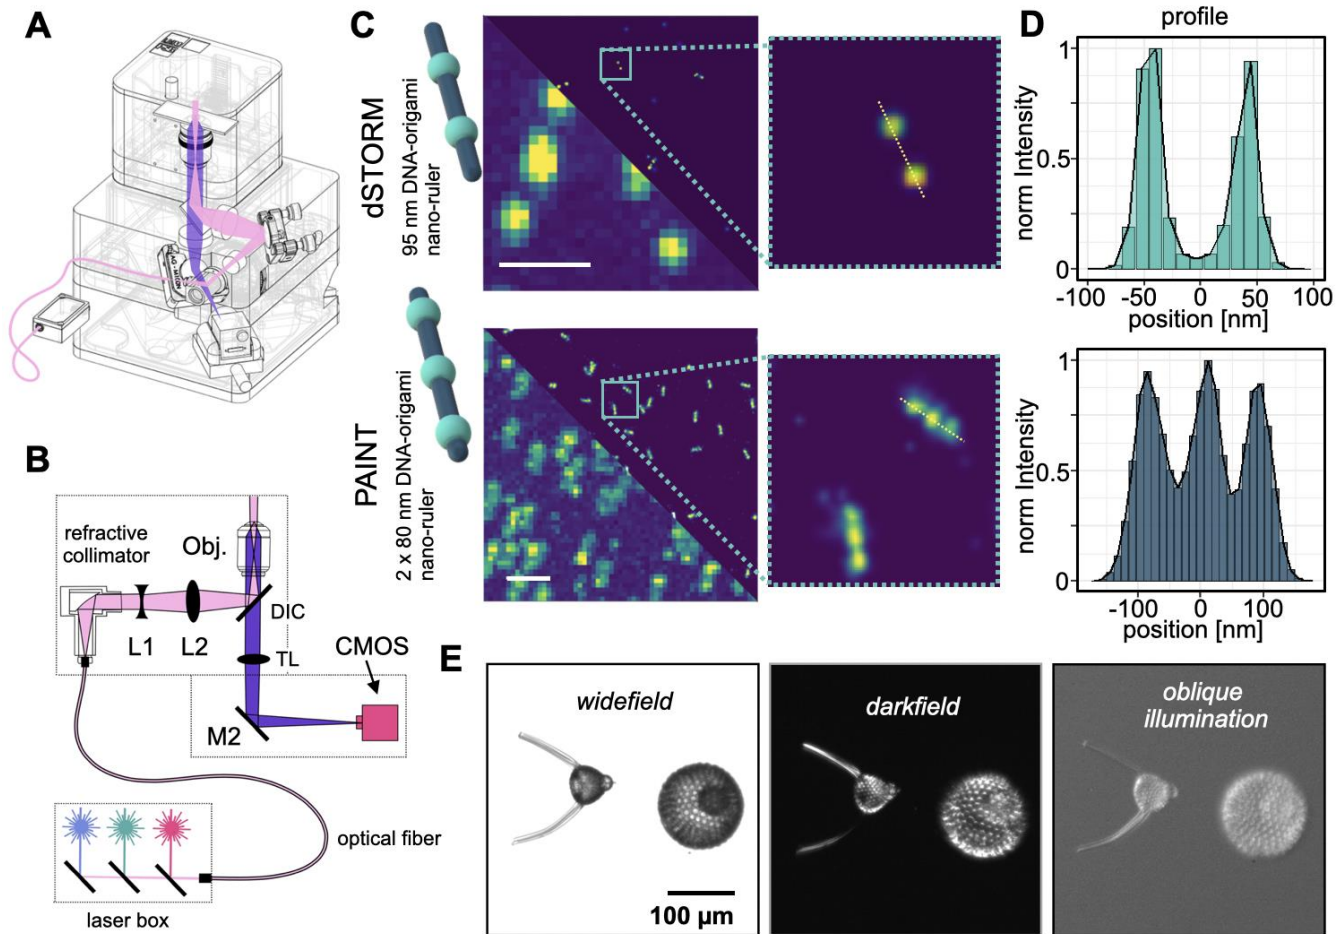 A
B
refractive
collimator
Obj.
L1
L2
DIC
TL
CMOS
M2
optical fiber
laser box
C
dSTORM
95 nm DNA-origami
nano-ruler
PAINT
2 x 80 nm DNA-origami
nano-ruler
D
profile
norm Intensity
1
0.5
0
-100
-50
0
50
100
position [nm]
norm Intensity
1
0.5
0
-100
0
100
position [nm]
E
widefield
100 µm
darkfield
oblique
illumination